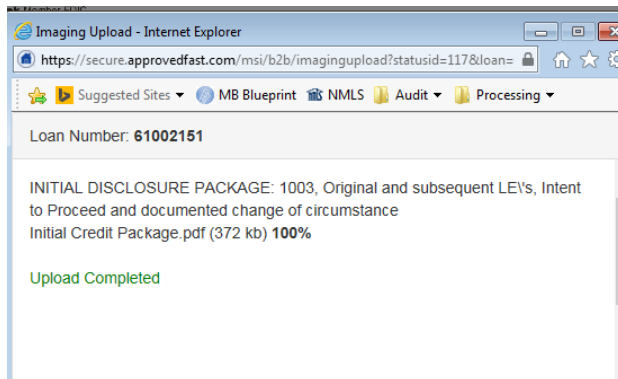 Imaging Upload - Internet Explorer
https://secure.approvedfast.com/msi/b2b/imagingupload?statusid=117&loan=
Suggested Sites MB Blueprint NMLS Audit Processing
Loan Number: 61002151
INITIAL DISCLOSURE PACKAGE: 1003, Original and subsequent LE\'s, Intent
to Proceed and documented change of circumstance
Initial Credit Package.pdf (372 kb) 100%
Upload Completed